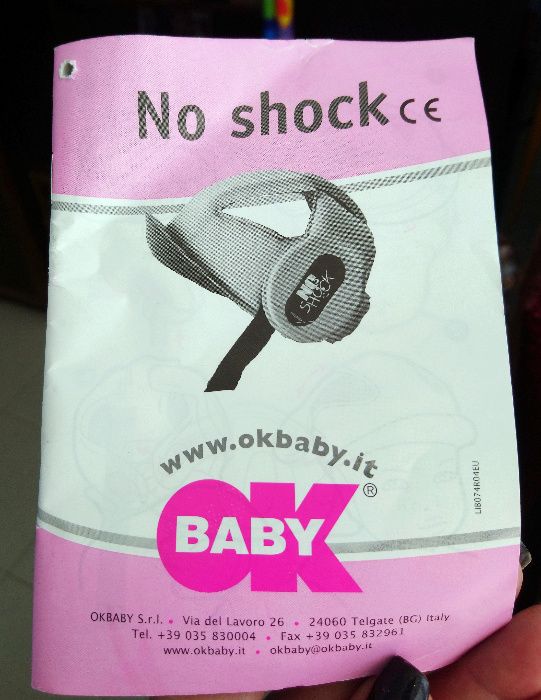 No shock CE
NO
SHOCK
www.okbaby.it
OK
BABY
®
LIB074R04EU
OKBABY S.r.l. • Via del Lavoro 26 • 24060 Telgate (BG) Italy
Tel. +39 035 830004 • Fax +39 035 832961
www.okbaby.it • okbaby@okbaby.it